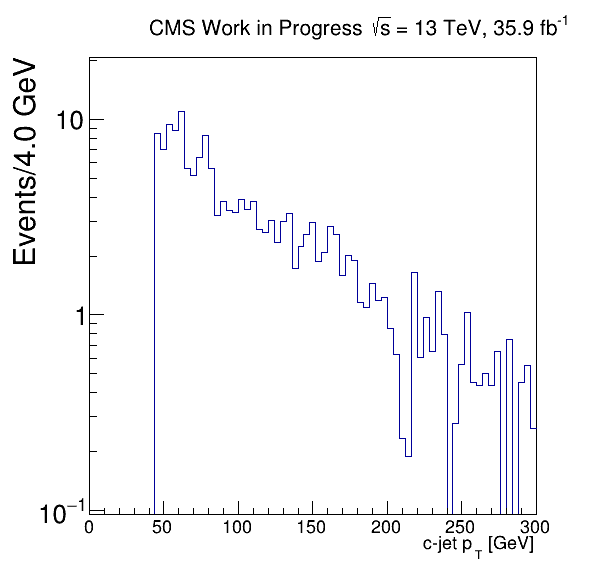 CMS Work in Progress √s = 13 TeV, 35.9 fb⁻¹
Events/4.0 GeV
10
1
10⁻¹
0 50 100 150 200 250 300
c-jet p_T [GeV]